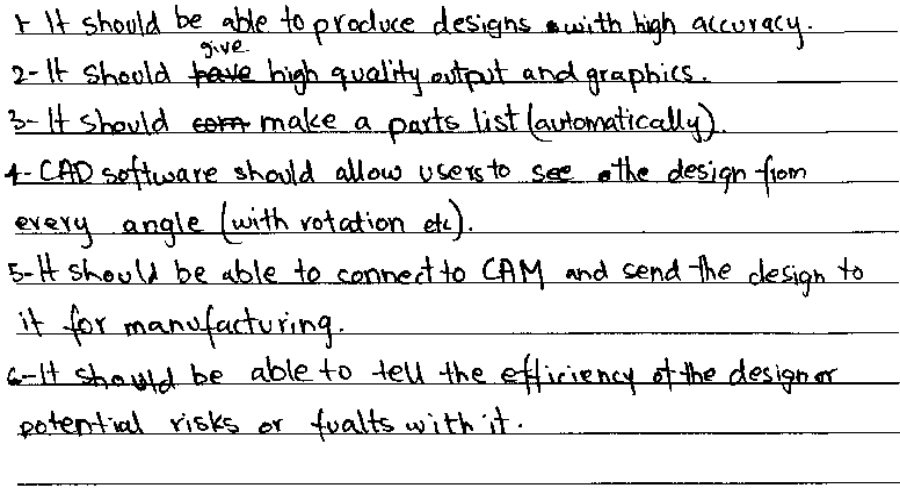 1- It should be able to produce designs with high accuracy.
2- It should give high quality output and graphics.
3- It should make a parts list (automatically).
4- CAD software should allow users to see the design from
every angle (with rotation etc).
5- It should be able to connect to CAM and send the design to
it for manufacturing.
6- It should be able to tell the efficiency of the design or
potential risks or fualts with it.